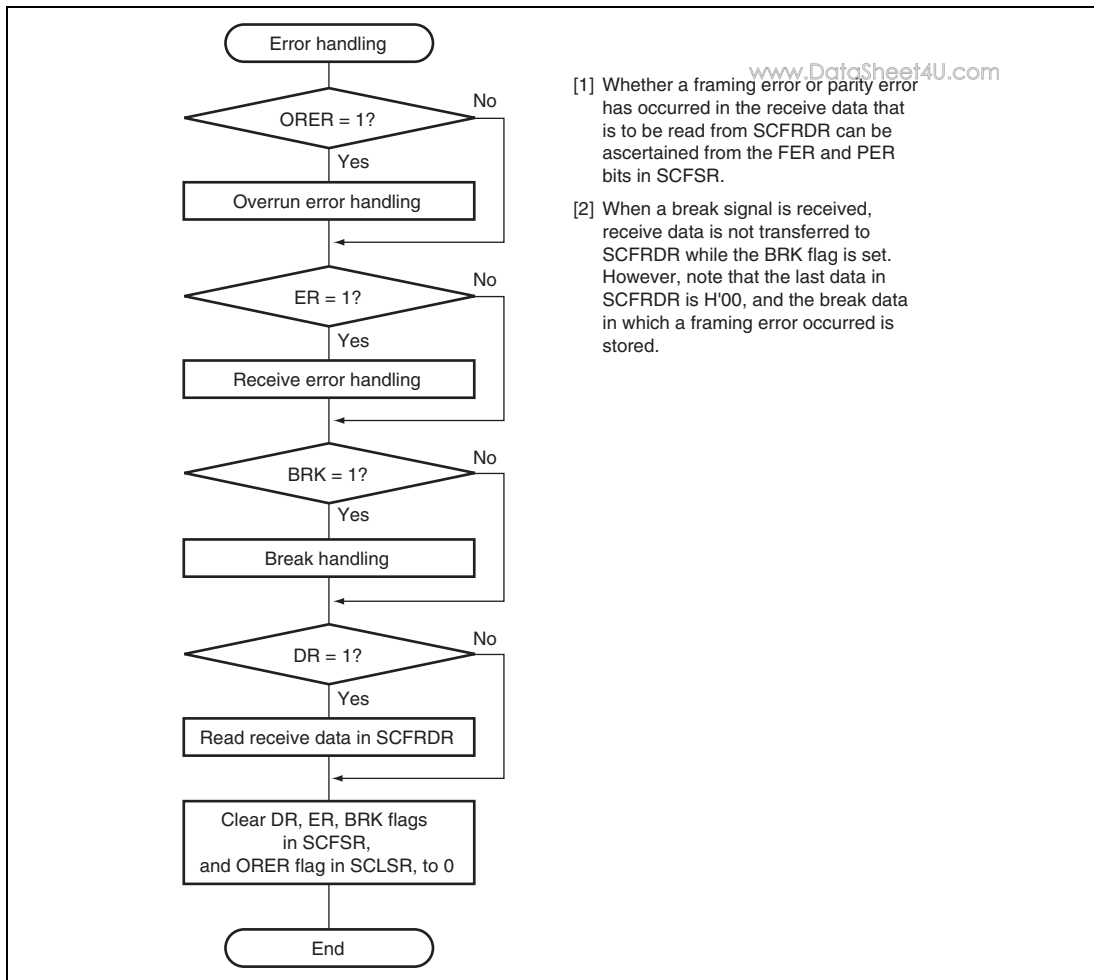 Error handling
www.DataSheet4U.com
[1] Whether a framing error or parity error
has occurred in the receive data that
is to be read from SCFRDR can be
ascertained from the FER and PER
bits in SCFSR.
[2] When a break signal is received,
receive data is not transferred to
SCFRDR while the BRK flag is set.
However, note that the last data in
SCFRDR is H'00, and the break data
in which a framing error occurred is
stored.
ORER = 1?
No
Yes
Overrun error handling
ER = 1?
No
Yes
Receive error handling
BRK = 1?
No
Yes
Break handling
DR = 1?
No
Yes
Read receive data in SCFRDR
Clear DR, ER, BRK flags
in SCFSR,
and ORER flag in SCLSR, to 0
End